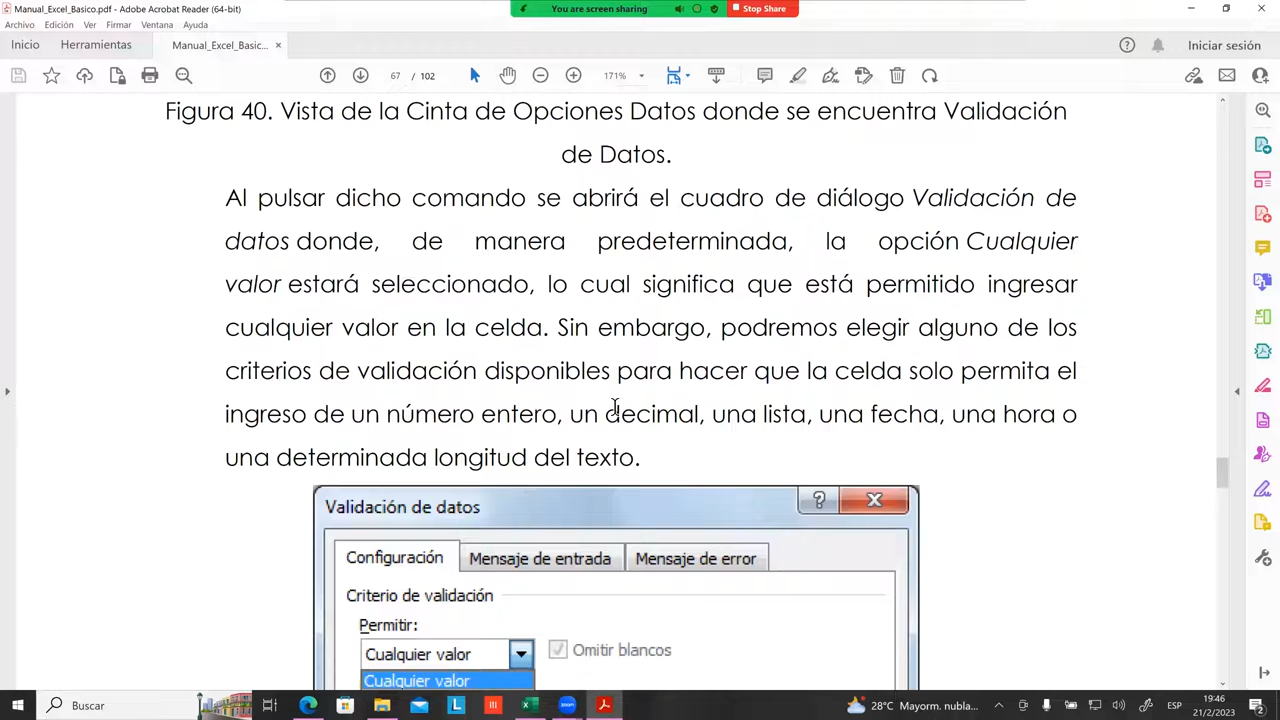 Manual_Excel_Basico.pdf - Adobe Acrobat Reader (64-bit)
You are screen sharing
Stop Share
Archivo Edición Ver Firmar Ventana Ayuda
Inicio Herramientas Manual_Excel_Basic... × Iniciar sesión
67 / 102 171%
Figura 40. Vista de la Cinta de Opciones Datos donde se encuentra Validación
de Datos.
Al pulsar dicho comando se abrirá el cuadro de diálogo Validación de
datos donde, de manera predeterminada, la opción Cualquier
valor estará seleccionado, lo cual significa que está permitido ingresar
cualquier valor en la celda. Sin embargo, podremos elegir alguno de los
criterios de validación disponibles para hacer que la celda solo permita el
ingreso de un número entero, un decimal, una lista, una fecha, una hora o
una determinada longitud del texto.
Validación de datos
Configuración Mensaje de entrada Mensaje de error
Criterio de validación
Permitir:
Cualquier valor Omitir blancos
Cualquier valor
Buscar
28°C Mayorm. nubla... ESP 19:46
21/2/2023